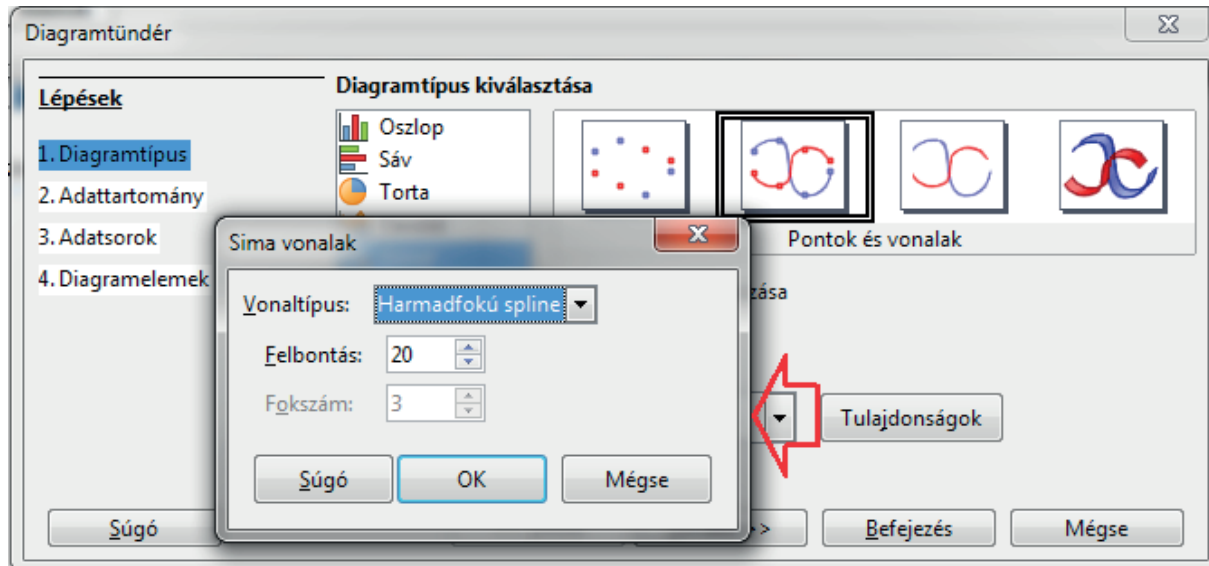 Diagramtündér
Lépések
1. Diagramtípus
2. Adattartomány
3. Adatsorok
4. Diagramelemek
Diagramtípus kiválasztása
Oszlop
Sáv
Torta
Pontok és vonalak
Sima vonalak
Vonaltípus: Harmadfokú spline
Felbontás: 20
Fokszám: 3
Súgó OK Mégse
Tulajdonságok
Súgó >> Befejezés Mégse